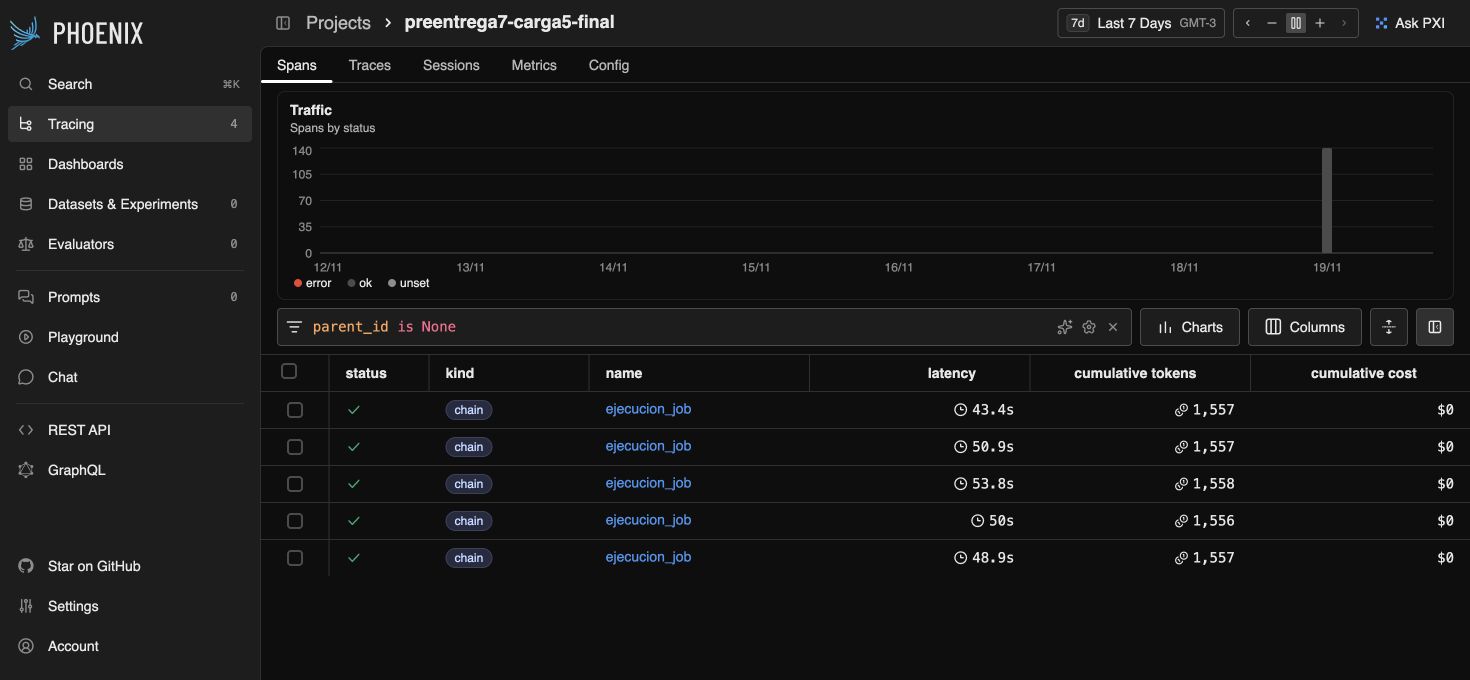 PHOENIX
Search ⌘K
Tracing 4
Dashboards
Datasets & Experiments 0
Evaluators 0
Prompts 0
Playground
Chat
REST API
GraphQL
Star on GitHub
Settings
Account
Projects › preentrega7-carga5-final
7d Last 7 Days GMT-3
Ask PXI
Spans Traces Sessions Metrics Config
Traffic
Spans by status
140
105
70
35
0
12/11 13/11 14/11 15/11 16/11 17/11 18/11 19/11
error ok unset
parent_id is None
Charts
Columns
status kind name latency cumulative tokens cumulative cost
chain ejecucion_job 43.4s 1,557 $0
chain ejecucion_job 50.9s 1,557 $0
chain ejecucion_job 53.8s 1,558 $0
chain ejecucion_job 50s 1,556 $0
chain ejecucion_job 48.9s 1,557 $0